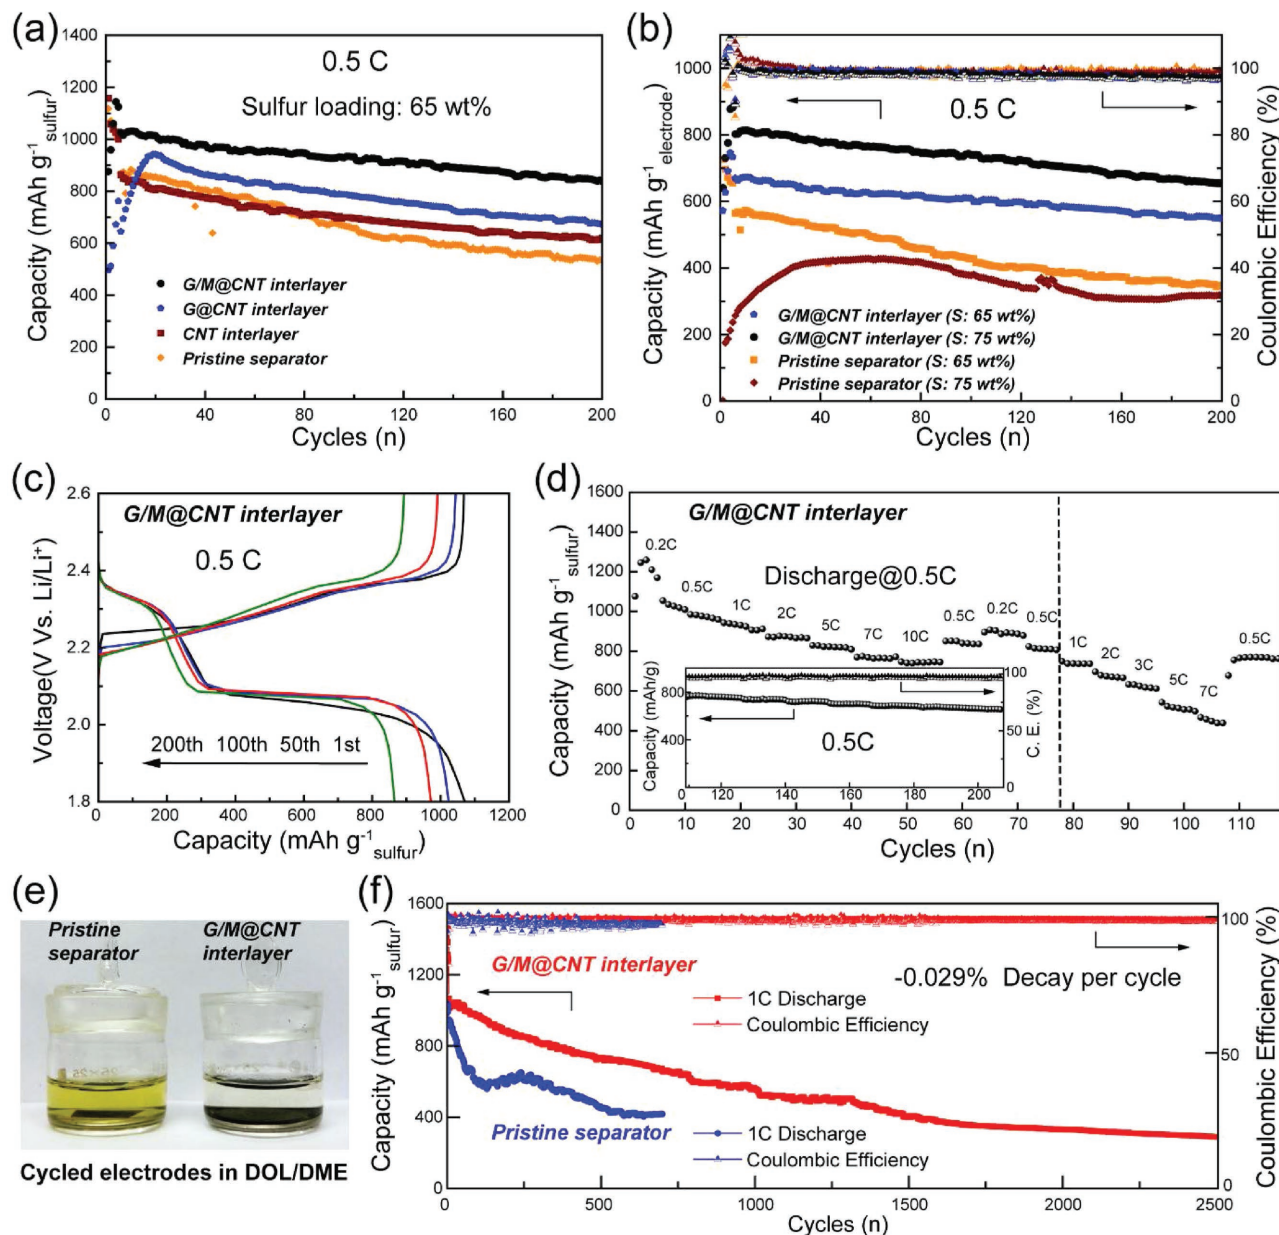 (a)
1400
1200
1000
800
600
400
200
0
Capacity (mAh g⁻¹sulfur)
0.5 C
Sulfur loading: 65 wt%
G/M@CNT interlayer
G@CNT interlayer
CNT interlayer
Pristine separator
0 40 80 120 160 200
Cycles (n)
(b)
1000
800
600
400
200
0
Capacity (mAh g⁻¹electrode)
0.5 C
G/M@CNT interlayer (S: 65 wt%)
G/M@CNT interlayer (S: 75 wt%)
Pristine separator (S: 65 wt%)
Pristine separator (S: 75 wt%)
100
80
60
40
20
0
Coulombic Efficiency (%)
0 40 80 120 160 200
Cycles (n)
(c)
2.6
2.4
2.2
2.0
1.8
Voltage(V Vs. Li/Li⁺)
G/M@CNT interlayer
0.5 C
200th 100th 50th 1st
0 200 400 600 800 1000 1200
Capacity (mAh g⁻¹sulfur)
(d)
1600
1400
1200
1000
800
600
400
200
0
Capacity (mAh g⁻¹sulfur)
G/M@CNT interlayer
Discharge@0.5C
0.2C
0.5C
1C
2C
5C
7C
10C
0.5C
0.2C
0.5C
1C
2C
3C
5C
7C
0.5C
Capacity (mAh/g)
800
400
0.5C
100
50
0
C. E. (%)
120 140 160 180 200
0 10 20 30 40 50 60 70 80 90 100 110
Cycles (n)
(e)
Pristine
separator
G/M@CNT
interlayer
Cycled electrodes in DOL/DME
(f)
1600
1200
800
400
0
Capacity (mAh g⁻¹sulfur)
G/M@CNT interlayer
-0.029% Decay per cycle
1C Discharge
Coulombic Efficiency
Pristine separator
1C Discharge
Coulombic Efficiency
100
50
0
Coulombic Efficiency (%)
0 500 1000 1500 2000 2500
Cycles (n)